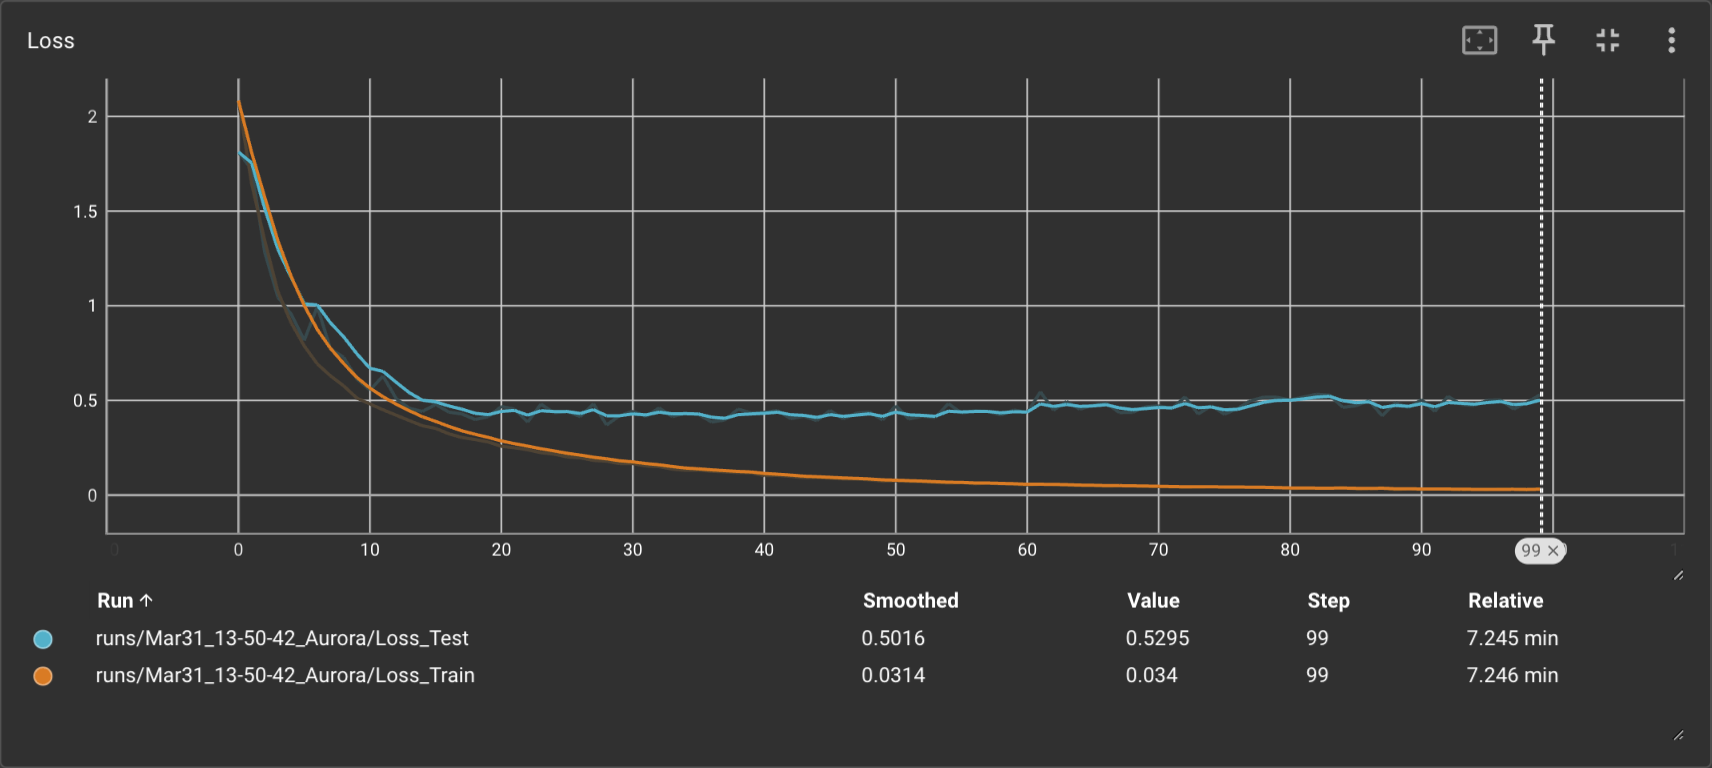 Loss
2
1.5
1
0.5
0
0 10 20 30 40 50 60 70 80 90 99 ×
Run ↑ Smoothed Value Step Relative
runs/Mar31_13-50-42_Aurora/Loss_Test 0.5016 0.5295 99 7.245 min
runs/Mar31_13-50-42_Aurora/Loss_Train 0.0314 0.034 99 7.246 min